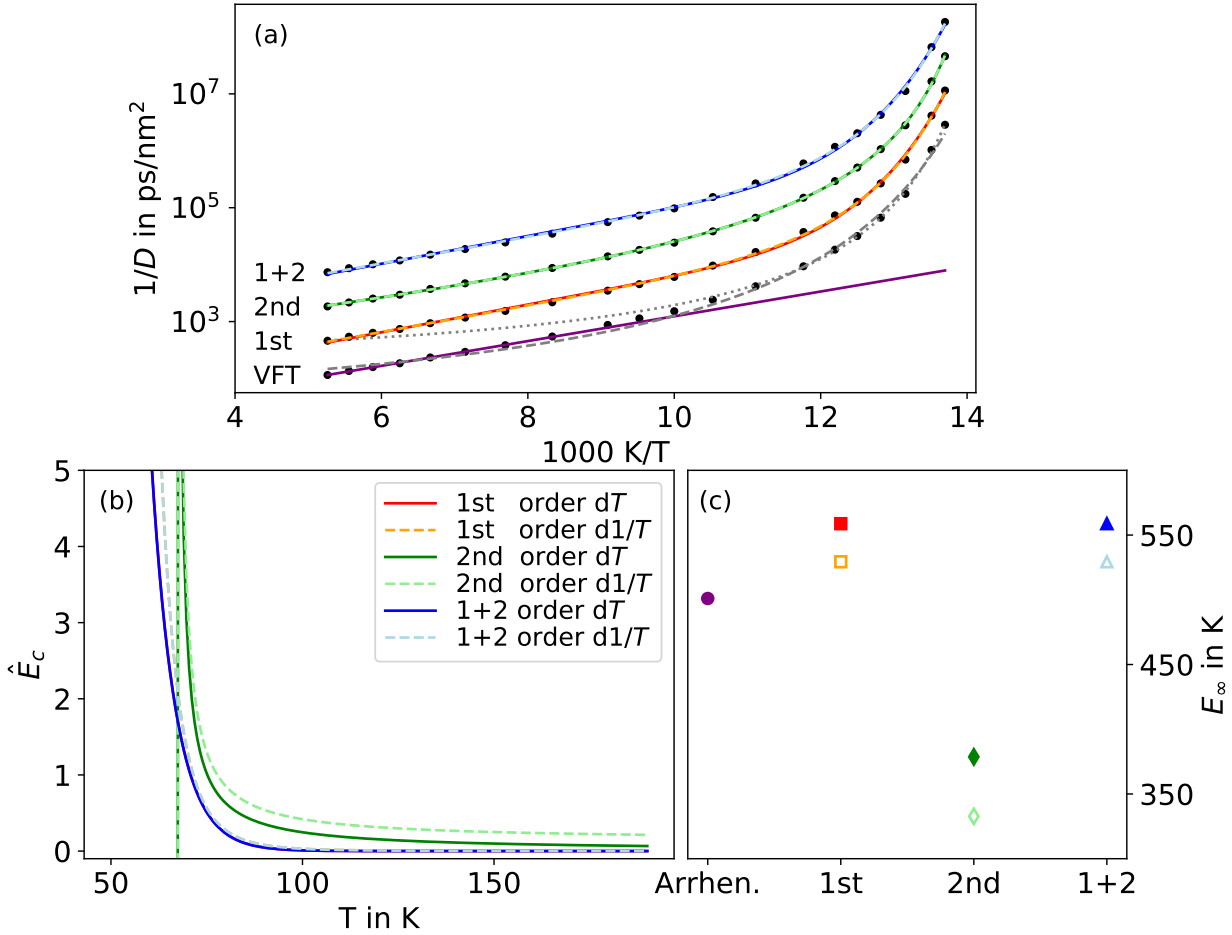 (a)
10^7
10^5
10^3
1/D in ps/nm^2
1+2
2nd
1st
VFT
4 6 8 10 12 14
1000 K/T
(b)
5
4
3
2
1
0
Ê_c
1st order dT
1st order d1/T
2nd order dT
2nd order d1/T
1+2 order dT
1+2 order d1/T
50 100 150
T in K
(c)
550
450
350
E_∞ in K
Arrhen. 1st 2nd 1+2